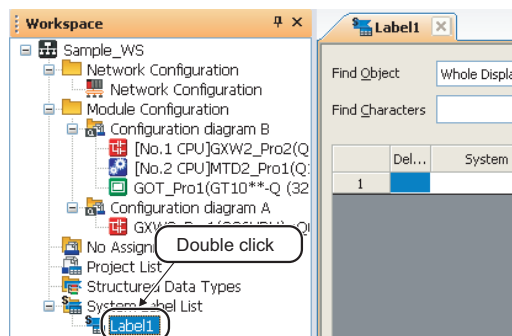 Workspace
Sample_WS
Network Configuration
Network Configuration
Module Configuration
Configuration diagram B
[No.1 CPU]GXW2_Pro2(Q
[No.2 CPU]MTD2_Pro1(Q
GOT_Pro1(GT10**-Q (32
Configuration diagram A
No Assign
Project List
Structured Data Types
System Label List
Label1
Double click
Label1
Find Object
Whole Displa
Find Characters
Del... System
1